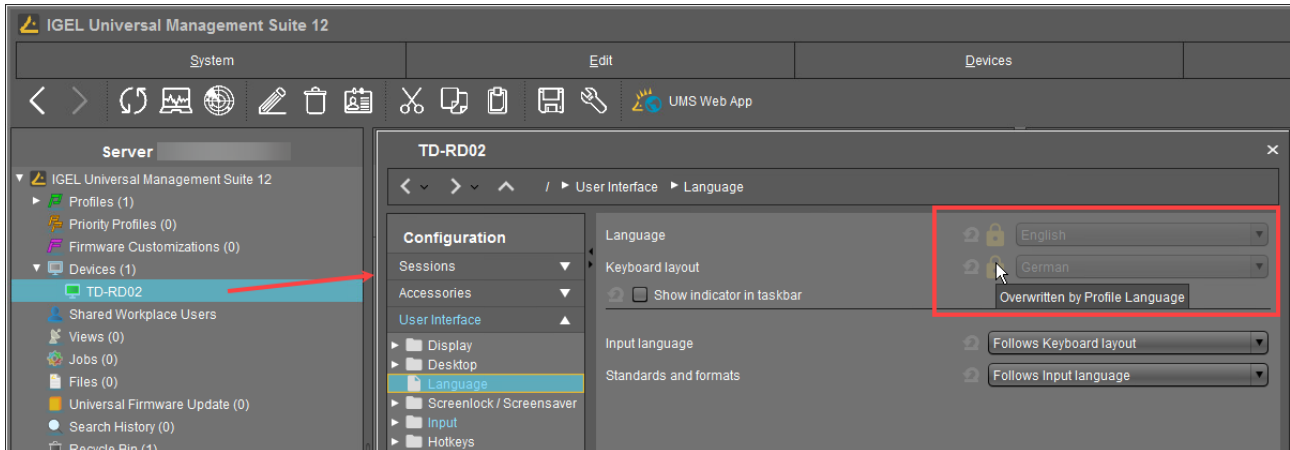 IGEL Universal Management Suite 12
System
Edit
Devices
UMS Web App
Server
IGEL Universal Management Suite 12
Profiles (1)
Priority Profiles (0)
Firmware Customizations (0)
Devices (1)
TD-RD02
Shared Workplace Users
Views (0)
Jobs (0)
Files (0)
Universal Firmware Update (0)
Search History (0)
Recycle Bin (1)
TD-RD02
/ User Interface Language
Configuration
Sessions
Accessories
User Interface
Display
Desktop
Language
Screenlock / Screensaver
Input
Hotkeys
Language
English
Keyboard layout
German
Show indicator in taskbar
Overwritten by Profile Language
Input language
Follows Keyboard layout
Standards and formats
Follows Input language